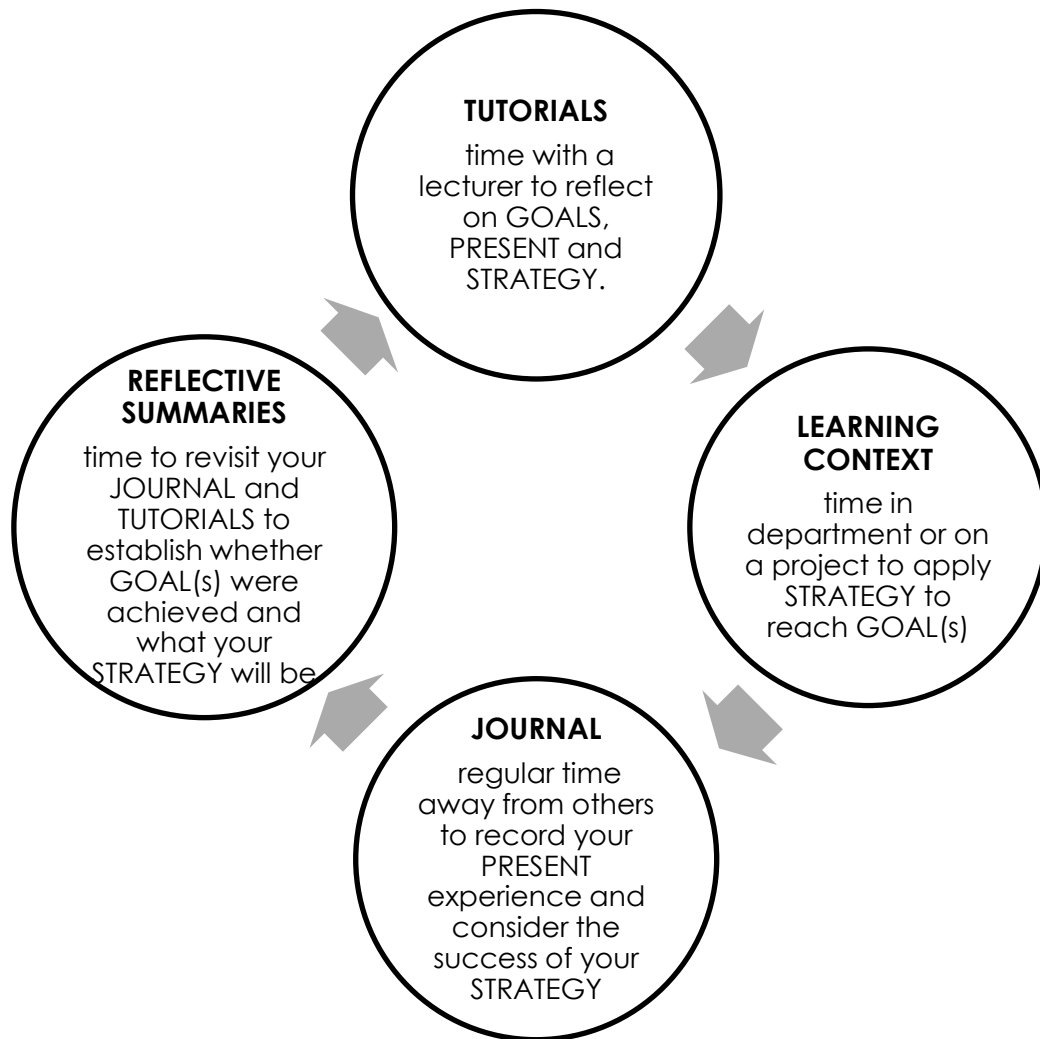 TUTORIALS
time with a
lecturer to reflect
on GOALS,
PRESENT and
STRATEGY.
LEARNING
CONTEXT
time in
department or on
a project to apply
STRATEGY to
reach GOAL(s)
JOURNAL
regular time
away from others
to record your
PRESENT
experience and
consider the
success of your
STRATEGY
REFLECTIVE
SUMMARIES
time to revisit your
JOURNAL and
TUTORIALS to
establish whether
GOAL(s) were
achieved and
what your
STRATEGY will be